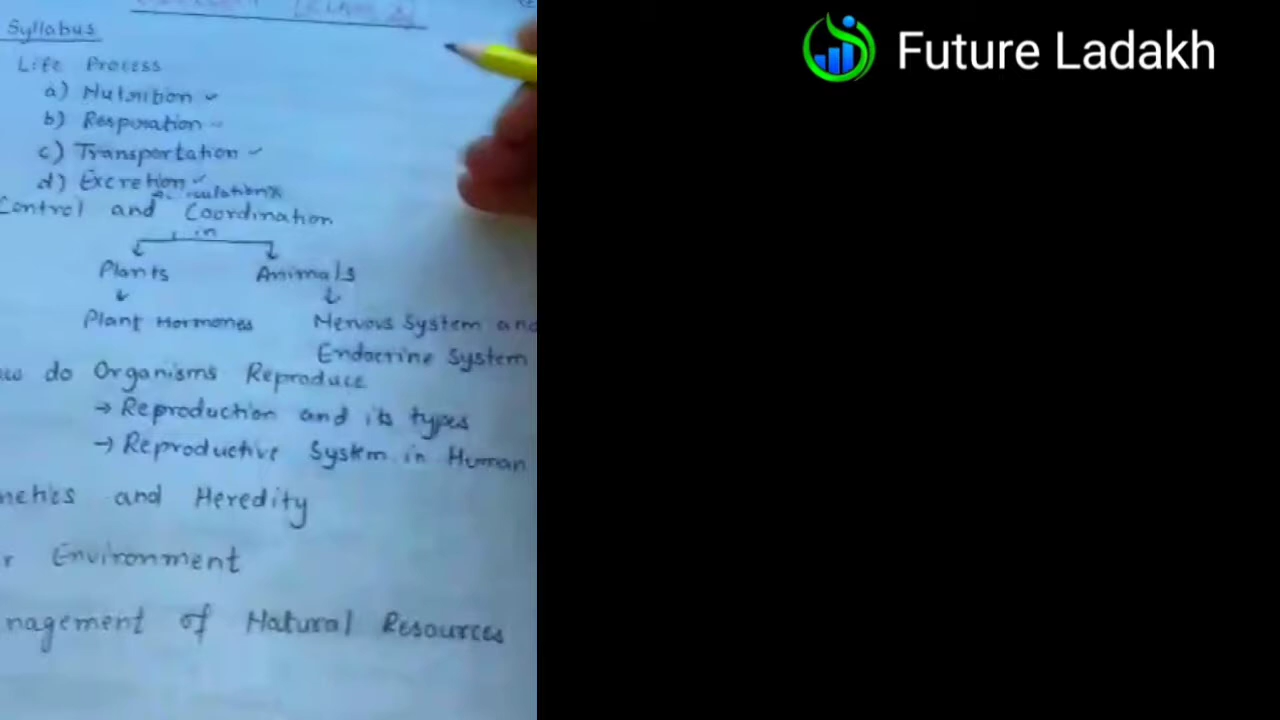 Syllabus
Life Process
a) Nutrition
b) Respiration
c) Transportation
d) Excretion
Control and Coordination
in
Plants Animals
Plant Hormones Nervous System and
Endocrine System
do Organisms Reproduce
→ Reproduction and its types
→ Reproductive System in Human
and Heredity
Environment
nagement of Natural Resources
Future Ladakh